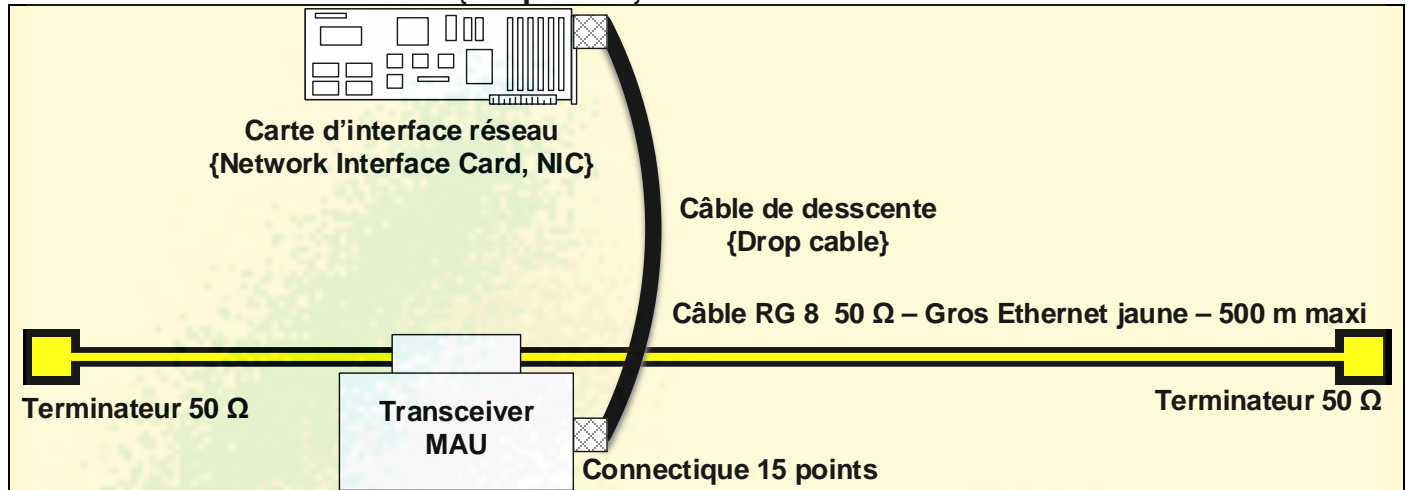 Carte d’interface réseau
{Network Interface Card, NIC}
Câble de desscente
{Drop cable}
Câble RG 8 50 Ω – Gros Ethernet jaune – 500 m maxi
Terminateur 50 Ω
Terminateur 50 Ω
Transceiver
MAU
Connectique 15 points